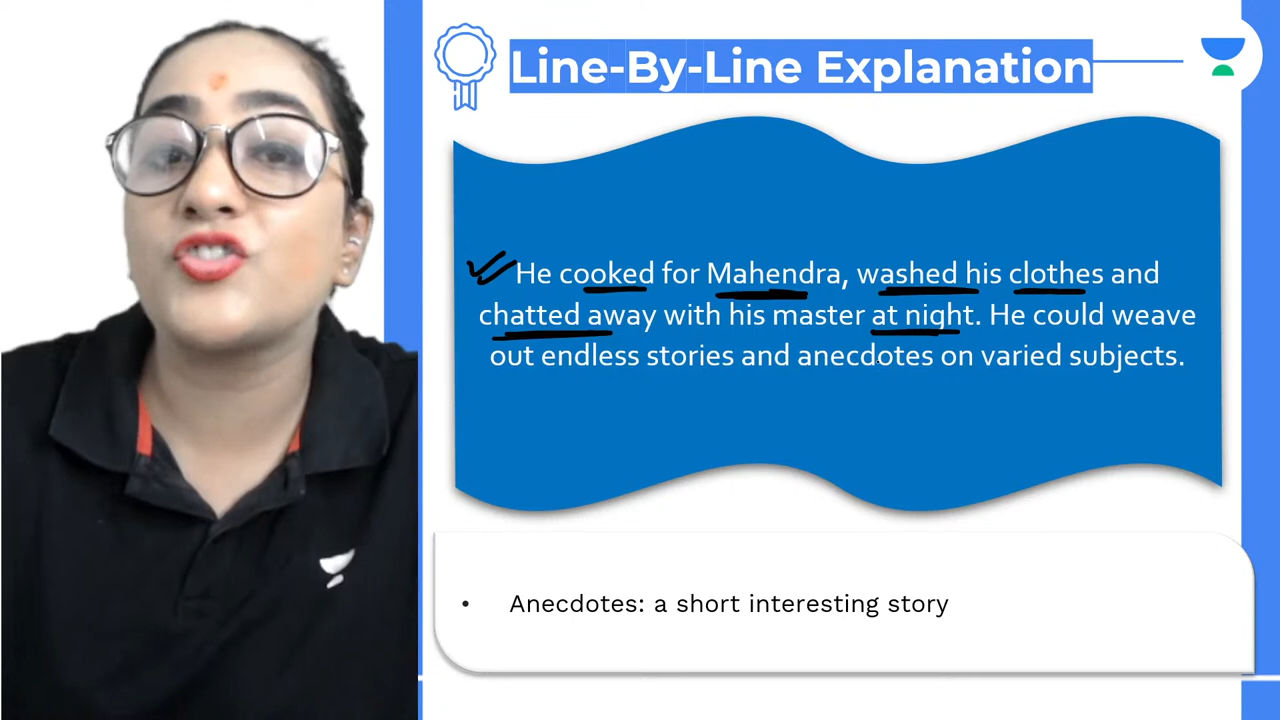 Line-By-Line Explanation
He cooked for Mahendra, washed his clothes and
chatted away with his master at night. He could weave
out endless stories and anecdotes on varied subjects.
• Anecdotes: a short interesting story